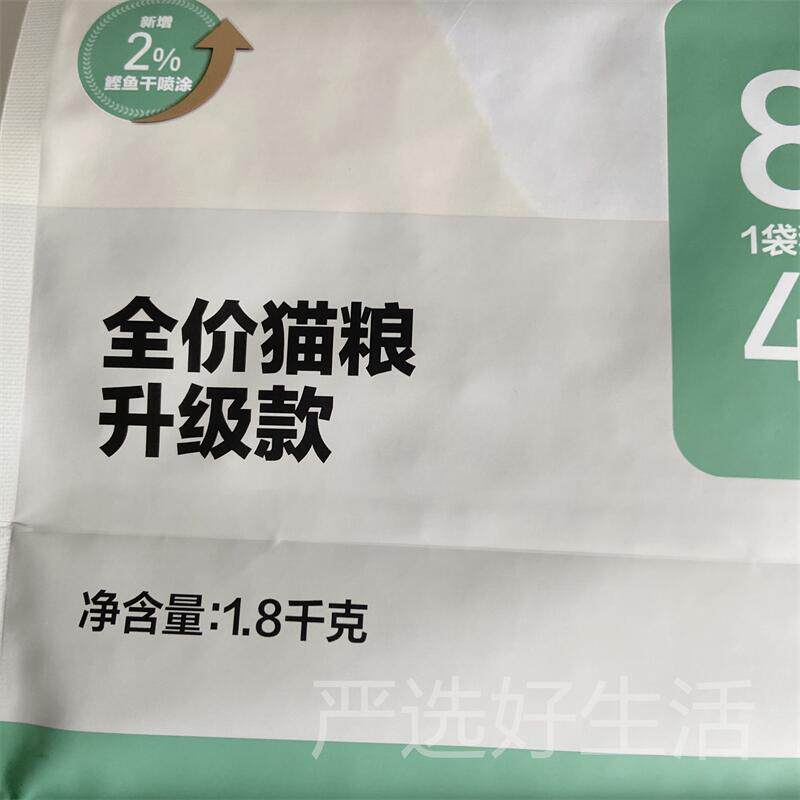 新增
2%
鲣鱼干喷涂
8
1袋
4
全价猫粮
升级款
净含量:1.8千克
严选好生活